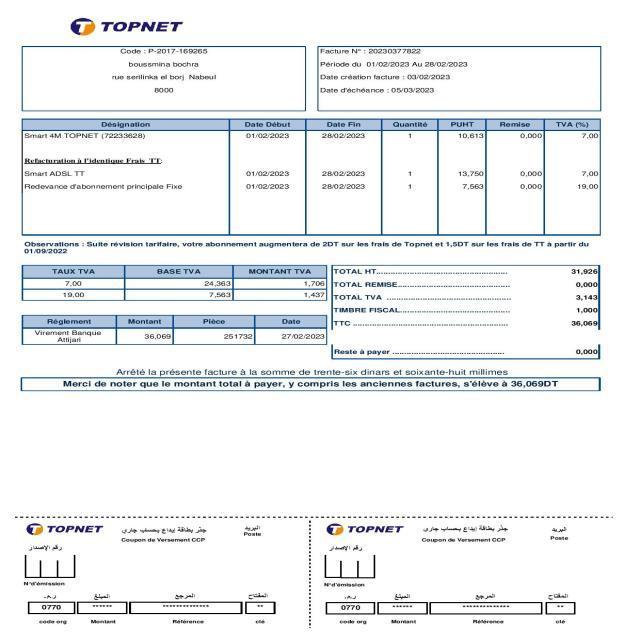 TOPNET
Code : P-2017-169265
boussmina bochra
rue serilinka el borj Nabeul
8000
Facture N° : 20230377822
Période du 01/02/2023 Au 28/02/2023
Date création facture : 03/02/2023
Date d'échéance : 05/03/2023
Désignation Date Début Date Fin Quantité PUHT Remise TVA (%)
Smart 4M TOPNET (72233628) 01/02/2023 28/02/2023 1 10,613 0,000 7,00
Refacturation à l'identique Frais TT:
Smart ADSL TT 01/02/2023 28/02/2023 1 13,750 0,000 7,00
Redevance d'abonnement principale Fixe 01/02/2023 28/02/2023 1 7,563 0,000 19,00
Observations : Suite révision tarifaire, votre abonnement augmentera de 2DT sur les frais de Topnet et 1,5DT sur les frais de TT à partir du
01/09/2022
TAUX TVA BASE TVA MONTANT TVA
7,00 24,363 1,706
19,00 7,563 1,437
TOTAL HT 31,926
TOTAL REMISE 0,000
TOTAL TVA 3,143
TIMBRE FISCAL 1,000
TTC 36,069
Règlement Montant Pièce Date
Virement Banque
Attijari 36,069 251732 27/02/2023
Reste à payer 0,000
Arrêté la présente facture à la somme de trente-six dinars et soixante-huit millimes
Merci de noter que le montant total à payer, y compris les anciennes factures, s'élève à 36,069DT
TOPNET جذر بطاقة إيداع بحساب جاري البريد
Coupon de Versement CCP Poste
رقم الإصدار
N°d'émission
ر.م. المبلغ المرجع المفتاح
0770 ****** ************** **
code org Montant Référence clé
TOPNET جذر بطاقة إيداع بحساب جاري البريد
Coupon de Versement CCP Poste
رقم الإصدار
N°d'émission
ر.م. المبلغ المرجع المفتاح
0770 ****** ************** **
code org Montant Référence clé